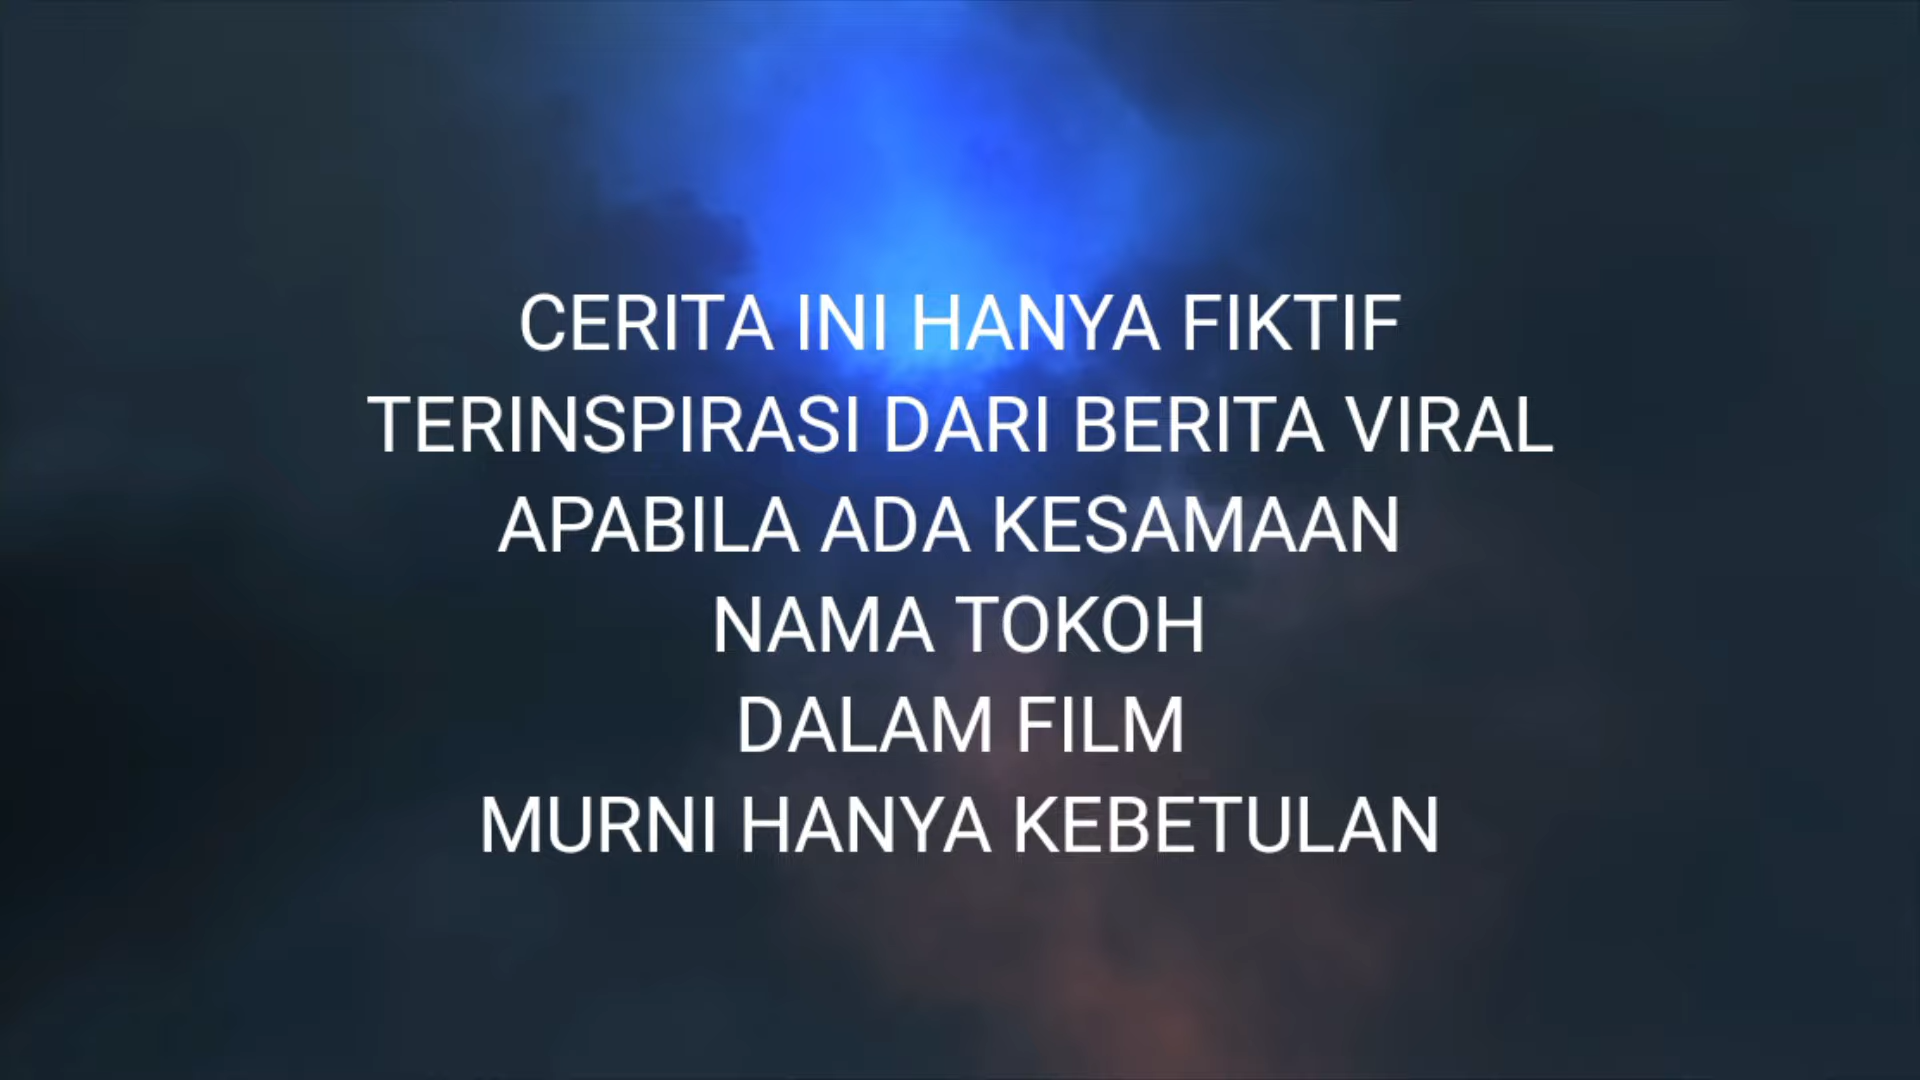 CERITA INI HANYA FIKTIF
TERINSPIRASI DARI BERITA VIRAL
APABILA ADA KESAMAAN
NAMA TOKOH
DALAM FILM
MURNI HANYA KEBETULAN